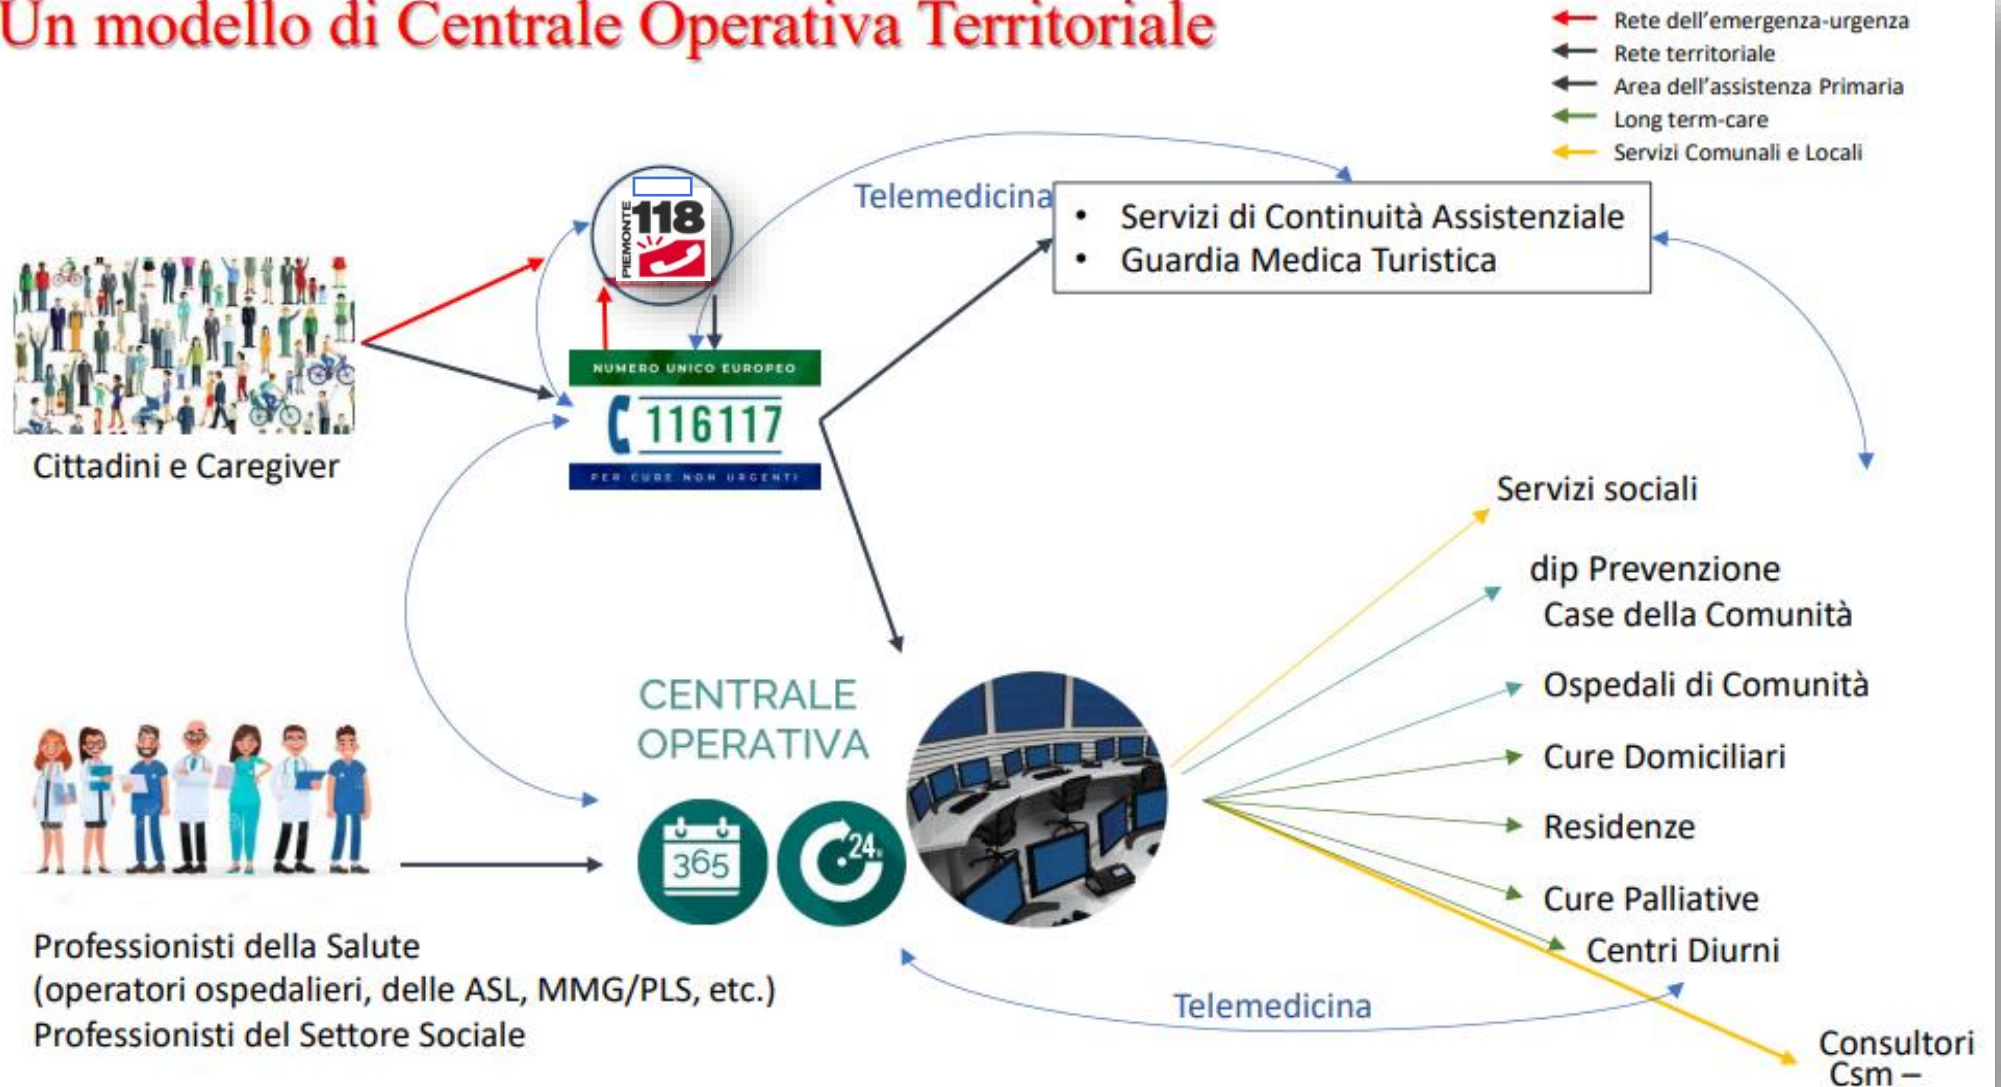 Un modello di Centrale Operativa Territoriale
Rete dell'emergenza-urgenza
Rete territoriale
Area dell'assistenza Primaria
Long term-care
Servizi Comunali e Locali
PIEMONTE
118
Telemedicina
• Servizi di Continuità Assistenziale
• Guardia Medica Turistica
NUMERO UNICO EUROPEO
116117
PER CURE NON URGENTI
Cittadini e Caregiver
Servizi sociali
dip Prevenzione
Case della Comunità
Ospedali di Comunità
Cure Domiciliari
Residenze
Cure Palliative
Centri Diurni
CENTRALE
OPERATIVA
365
24h
Professionisti della Salute
(operatori ospedalieri, delle ASL, MMG/PLS, etc.)
Professionisti del Settore Sociale
Telemedicina
Consultori
Csm –